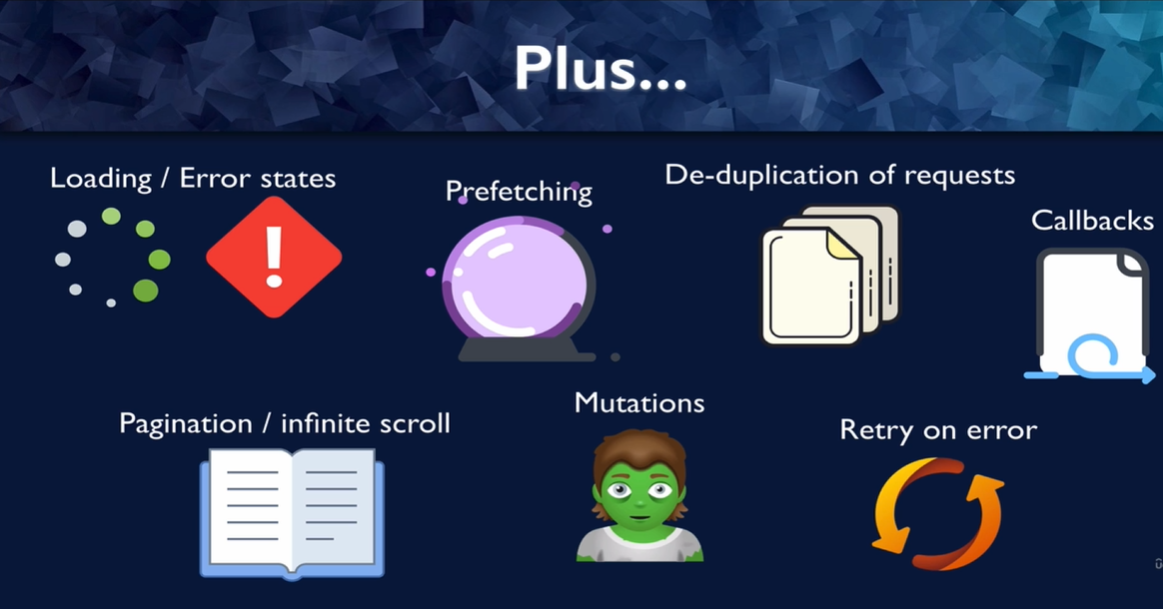 Plus...
Loading / Error states
Prefetching
De-duplication of requests
Callbacks
Pagination / infinite scroll
Mutations
Retry on error